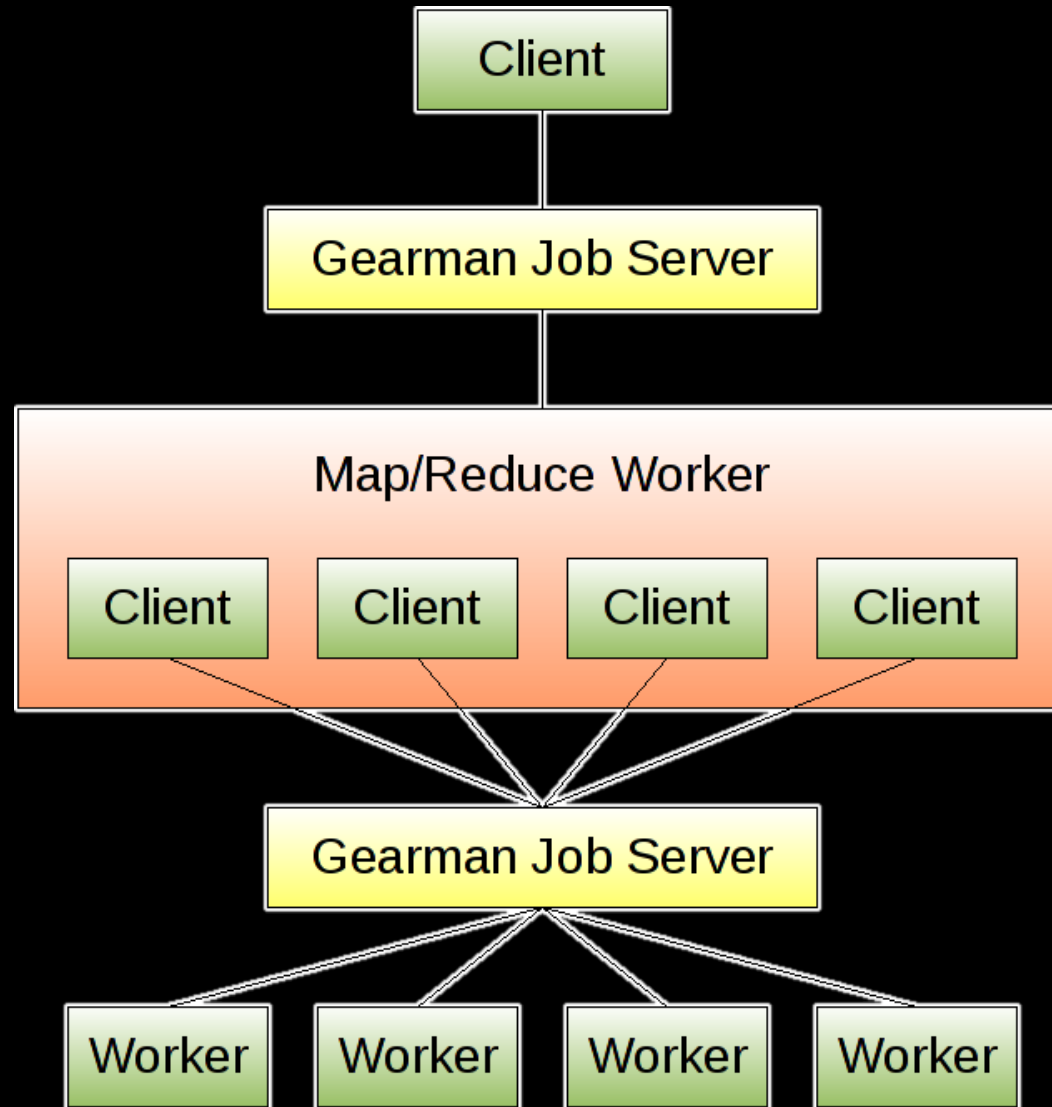 Client
Gearman Job Server
Map/Reduce Worker
Client Client Client Client
Gearman Job Server
Worker Worker Worker Worker